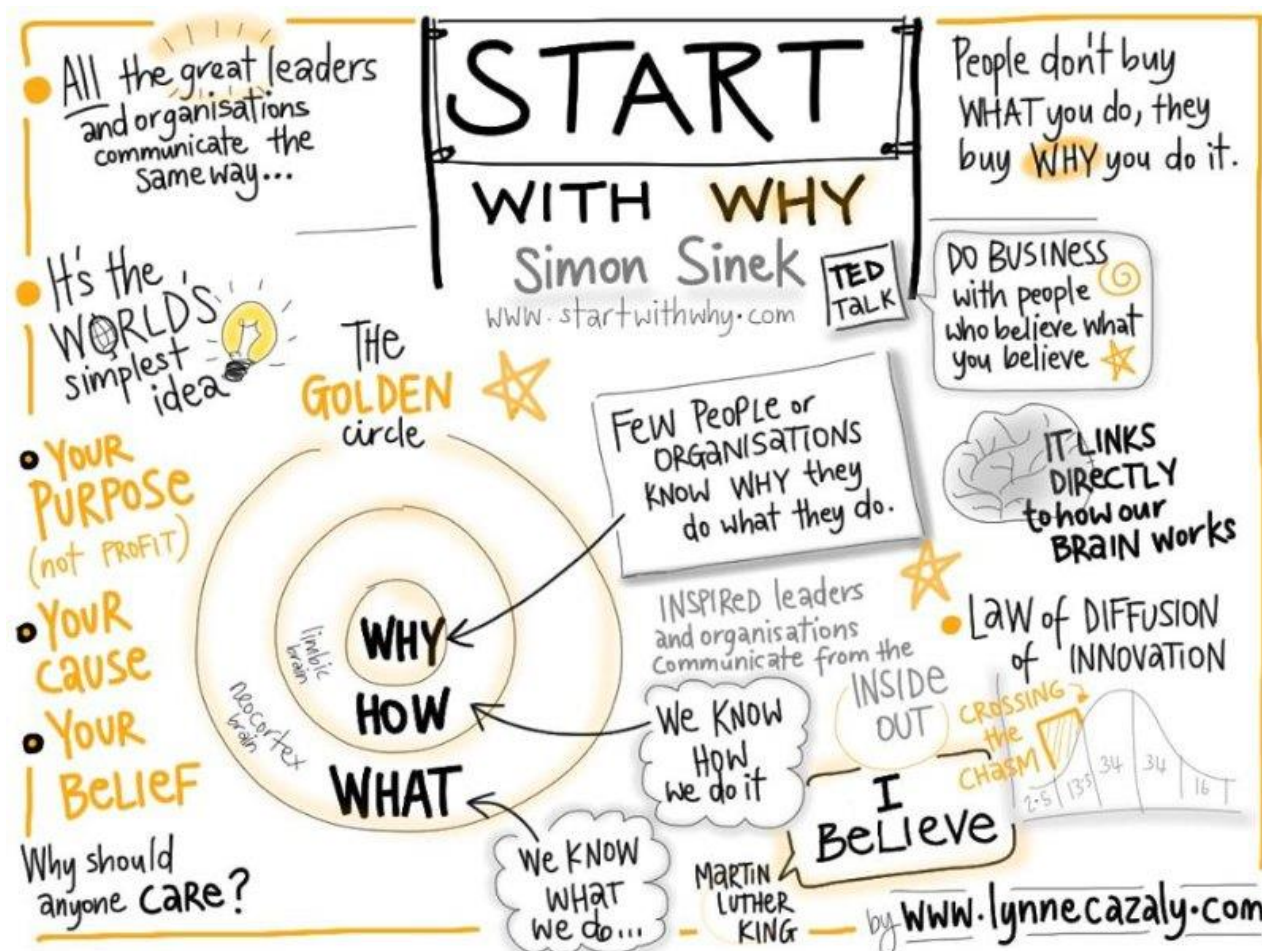 All the great leaders
and organisations
communicate the
same way...
START
WITH WHY
Simon Sinek
www.startwithwhy.com
TED
TALK
People don't buy
WHAT you do, they
buy WHY you do it.
DO BUSINESS
with people
who believe what
you believe
It's the
WORLD'S
simplest
idea
THE
GOLDEN
circle
YOUR
PURPOSE
(not PROFIT)
YOUR
CAUSE
YOUR
BELIEF
Why should
anyone CARE?
WHY
limbic
brain
HOW
neocortex
brain
WHAT
FEW PEOPLE or
ORGANISATIONS
KNOW WHY they
do what they do.
IT LINKS
DIRECTLY
to how our
BRAIN works
INSPIRED leaders
and organisations
communicate from the
INSIDE
OUT
We KNOW
HOW
we do it
We KNOW
WHAT
we do...
I
BELIEVE
MARTIN
LUTHER
KING
LAW of DIFFUSION
of INNOVATION
CROSSING
the
CHASM
2.5 13.5 34 34 16
by www.lynnecazaly.com